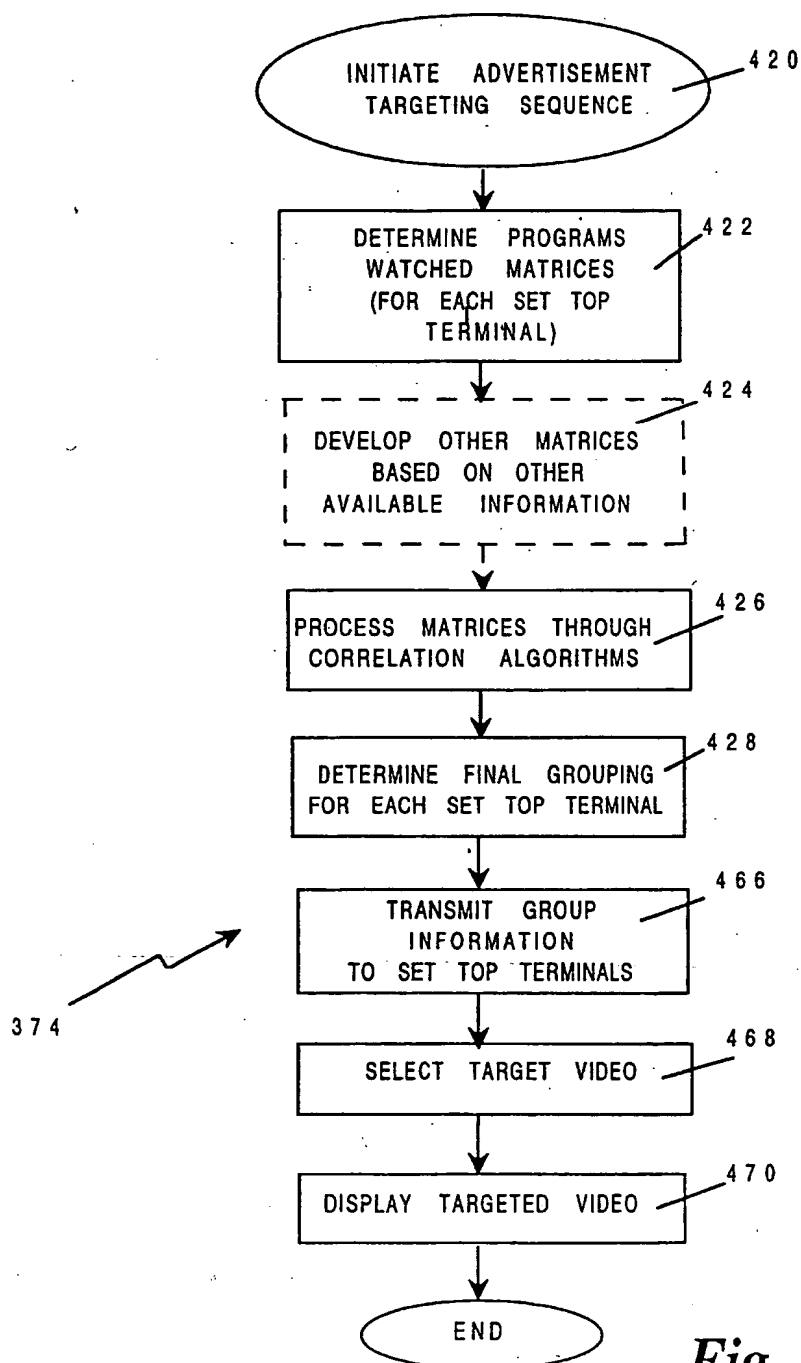 420
INITIATE ADVERTISEMENT
TARGETING SEQUENCE
422
DETERMINE PROGRAMS
WATCHED MATRICES
(FOR EACH SET TOP
TERMINAL)
424
DEVELOP OTHER MATRICES
BASED ON OTHER
AVAILABLE INFORMATION
426
PROCESS MATRICES THROUGH
CORRELATION ALGORITHMS
428
DETERMINE FINAL GROUPING
FOR EACH SET TOP TERMINAL
466
TRANSMIT GROUP
INFORMATION
TO SET TOP TERMINALS
374
468
SELECT TARGET VIDEO
470
DISPLAY TARGETED VIDEO
END
Fig